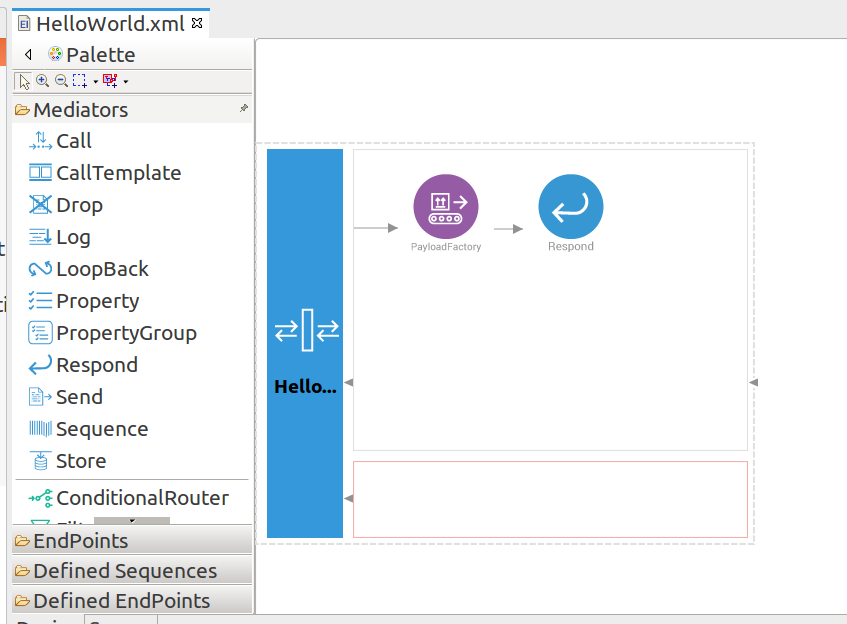 HelloWorld.xml
Palette
Mediators
Call
CallTemplate
Drop
Log
LoopBack
Property
PropertyGroup
Respond
Send
Sequence
Store
ConditionalRouter
EndPoints
Defined Sequences
Defined EndPoints
PayloadFactory
Respond
Hello...